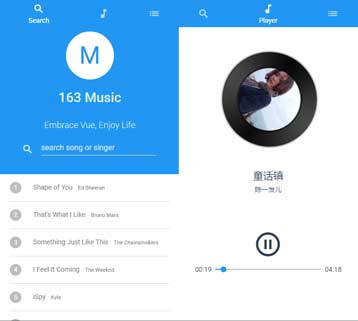 Search
M
163 Music
Embrace Vue, Enjoy Life
search song or singer
1 Shape of You Ed Sheeran
2 That's What I Like Bruno Mars
3 Something Just Like This The Chainsmokers
4 I Feel It Coming The Weeknd
5 iSpy Kyle
Player
童话镇
陈一发儿
00:19 04:18